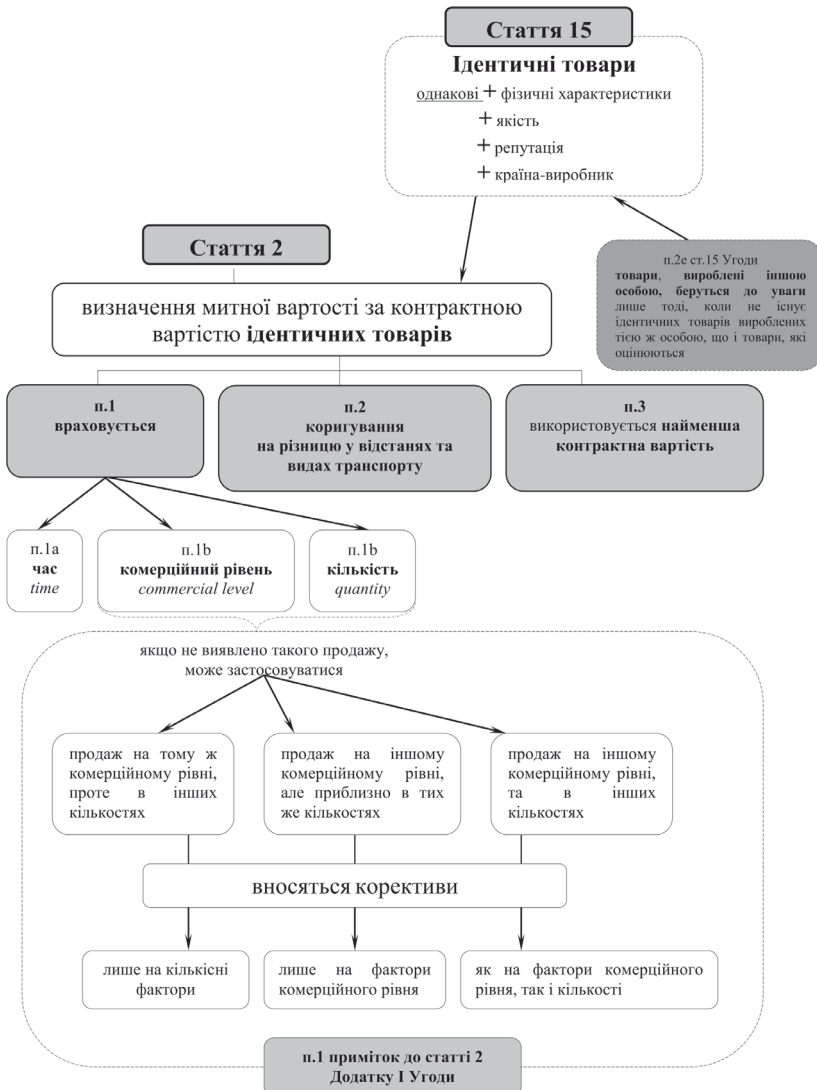 Стаття 15
Ідентичні товари
однакові + фізичні характеристики
+ якість
+ репутація
+ країна-виробник
Стаття 2
п.2е ст.15 Угоди
товари, вироблені іншою
особою, беруться до уваги
лише тоді, коли не існує
ідентичних товарів вироблених
тією ж особою, що і товари, які
оцінюються
визначення митної вартості за контрактною
вартістю ідентичних товарів
п.1
враховується
п.2
коригування
на різницю у відстанях та
видах транспорту
п.3
використовується найменша
контрактна вартість
п.1а
час
time
п.1b
комерційний рівень
commercial level
п.1b
кількість
quantity
якщо не виявлено такого продажу,
може застосовуватися
продаж на тому ж
комерційному рівні,
проте в інших
кількостях
продаж на іншому
комерційному рівні,
але приблизно в тих
же кількостях
продаж на іншому
комерційному рівні,
та в інших
кількостях
вносяться корективи
лише на кількісні
фактори
лише на фактори
комерційного рівня
як на фактори комерційного
рівня, так і кількості
п.1 приміток до статті 2
Додатку І Угоди